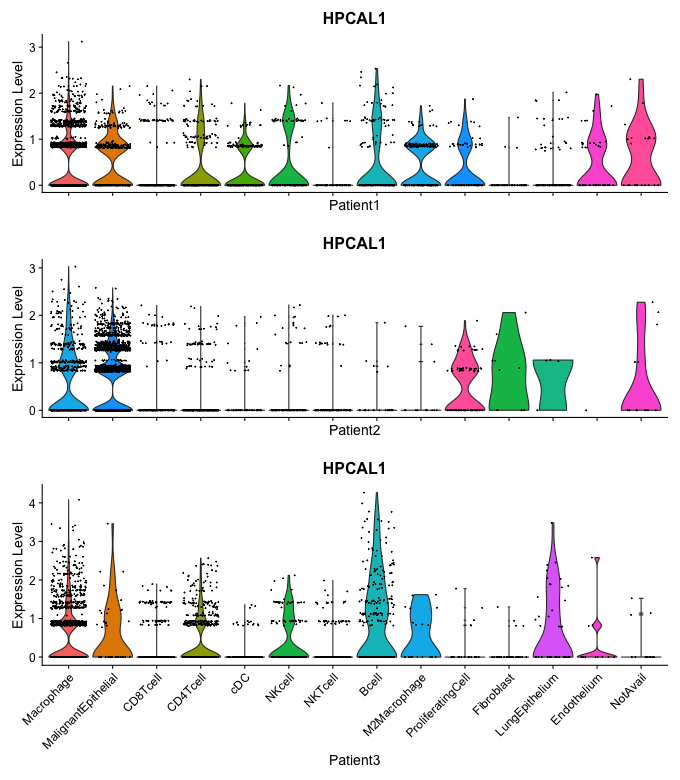 HPCAL1
Expression Level
3
2
1
0
Patient1
HPCAL1
Expression Level
3
2
1
0
Patient2
HPCAL1
Expression Level
4
3
2
1
0
Macrophage
MalignantEpithelial
CD8Tcell
CD4Tcell
cDC
NKcell
NKTcell
Bcell
M2Macrophage
ProliferatingCell
Fibroblast
LungEpithelium
Endothelium
NotAvail
Patient3